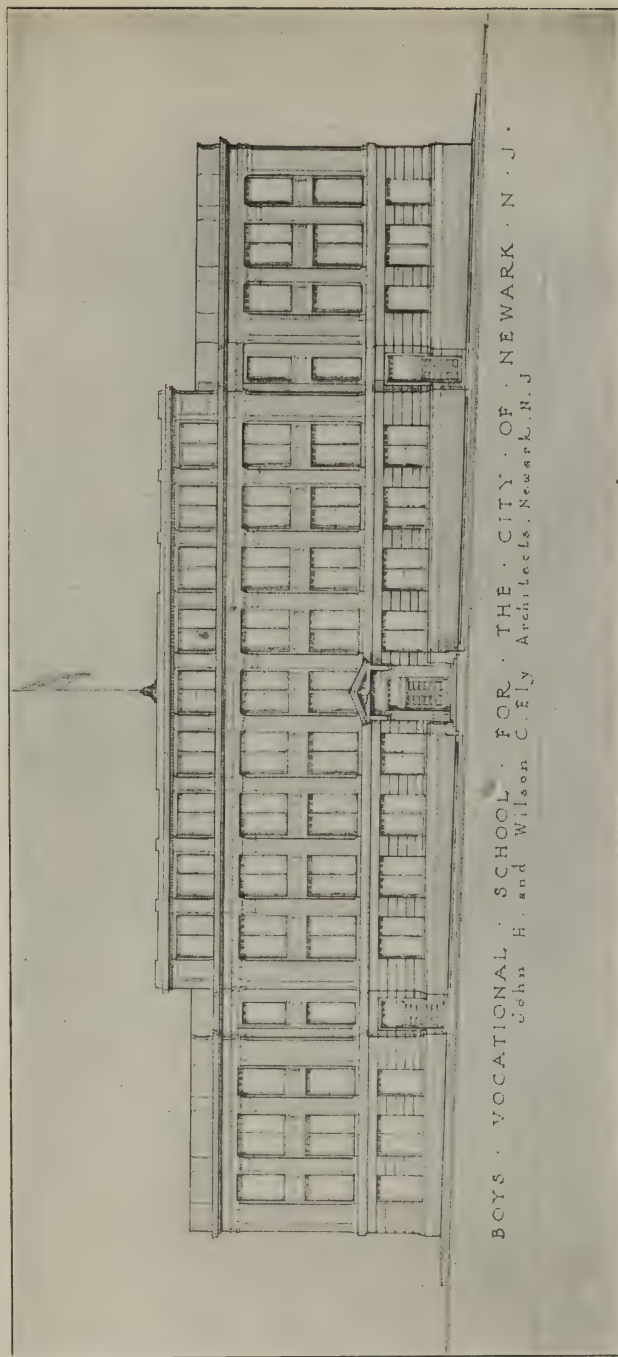 BOYS · VOCATIONAL · SCHOOL · FOR · THE · CITY · OF · NEWARK · N · J ·
John H. and Wilson C. Ely Architects, Newark, N. J